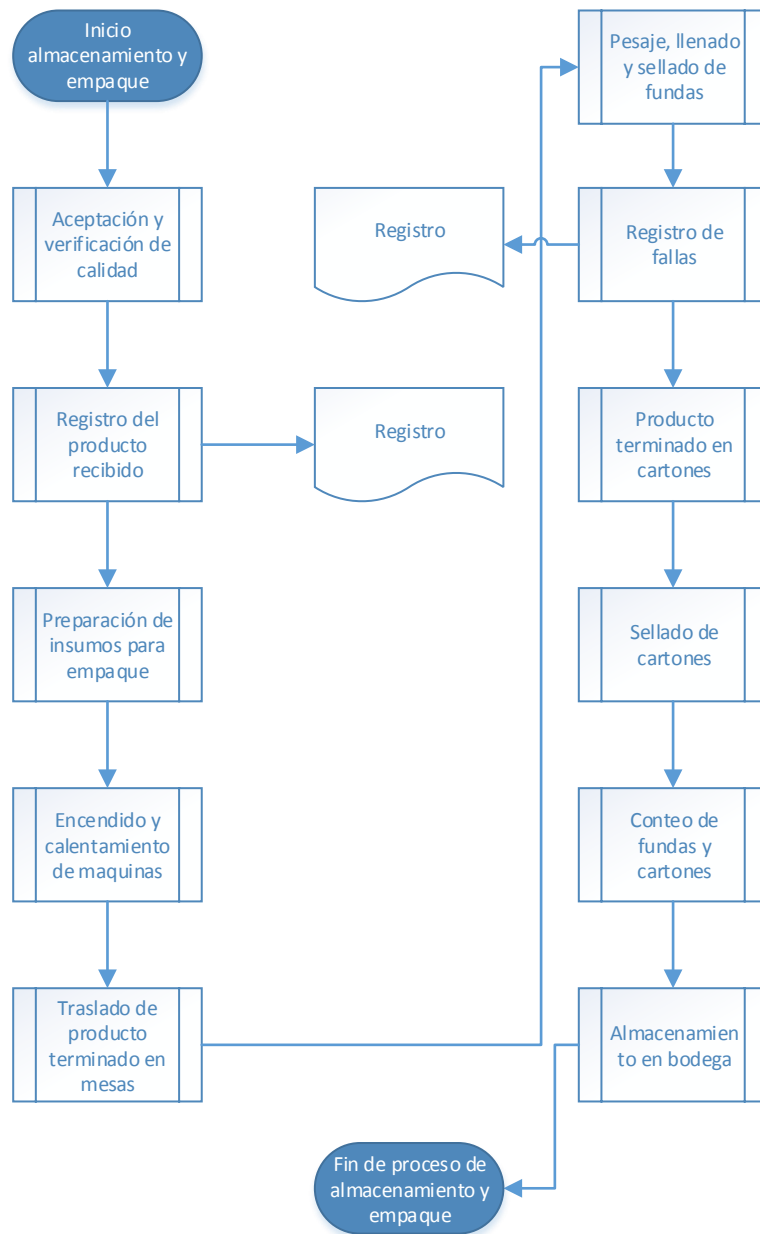 Inicio
almacenamiento y
empaque
Aceptación y
verificación de
calidad
Registro del
producto
recibido
Registro
Preparación de
insumos para
empaque
Encendido y
calentamiento
de maquinas
Traslado de
producto
terminado en
mesas
Pesaje, llenado
y sellado de
fundas
Registro de
fallas
Registro
Producto
terminado en
cartones
Sellado de
cartones
Conteo de
fundas y
cartones
Almacenamien
to en bodega
Fin de proceso de
almacenamiento y
empaque